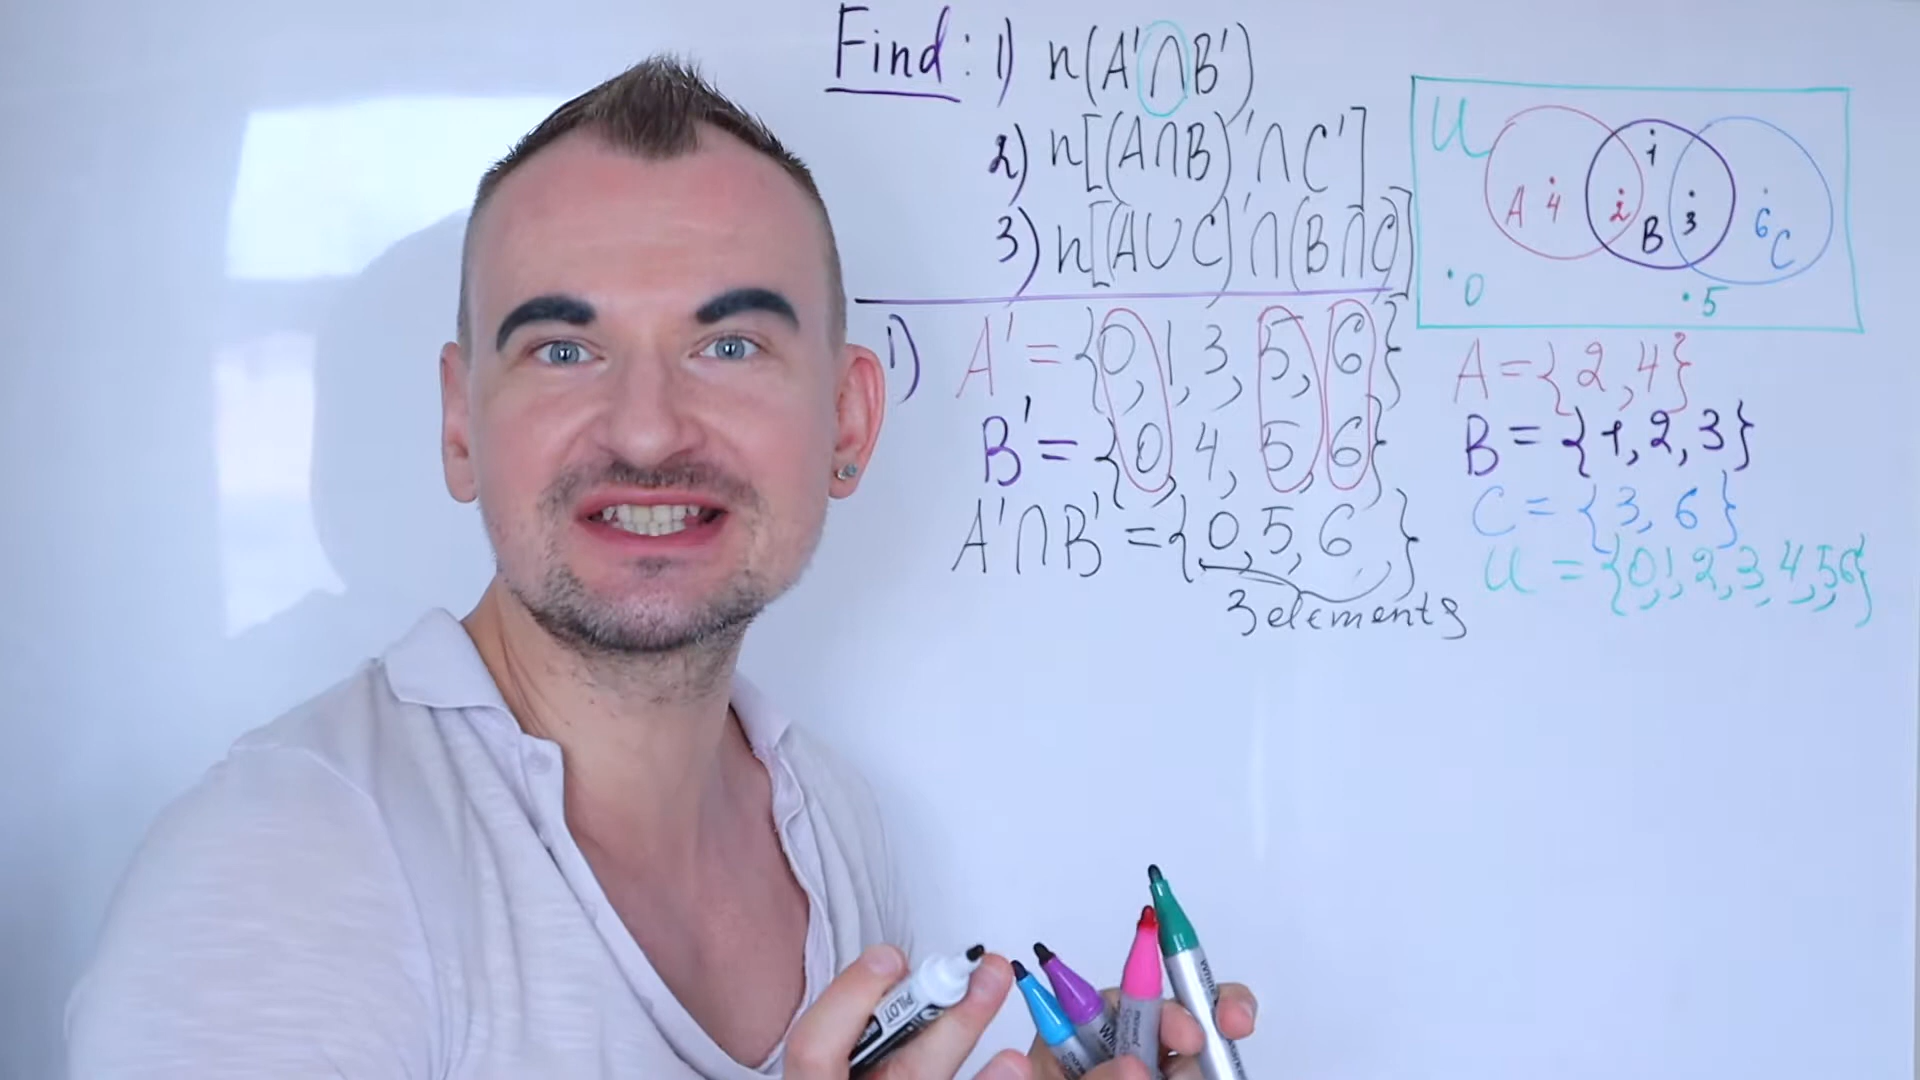 Find: 1) n(A'∩B')
2) n[(A∩B)'∩C']
3) n[(A∪C)'∩(B∩C)]
U
A 4 2 1 B 3 6 C
0 5
1) A' = {0, 1, 3, 5, 6}
B' = {0, 4, 5, 6}
A'∩B' = {0, 5, 6}
3 elements
A = {2, 4}
B = {1, 2, 3}
C = {3, 6}
U = {0, 1, 2, 3, 4, 5, 6}
PILOT